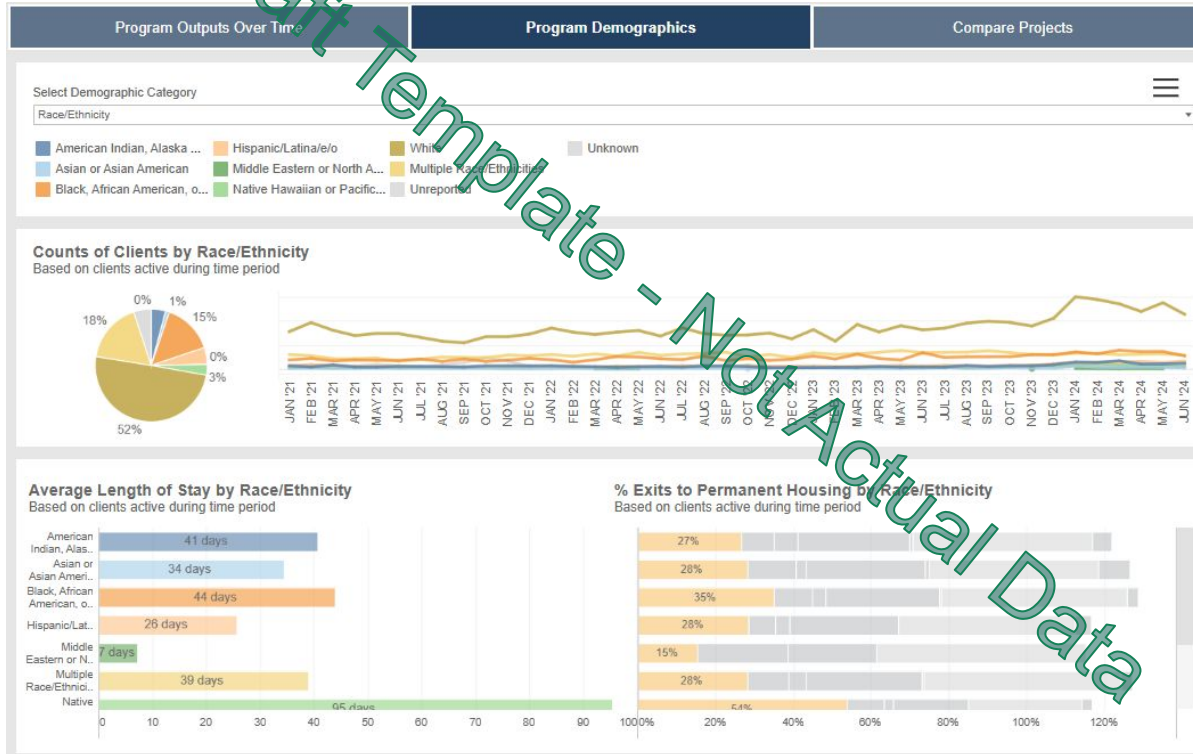 Program Outputs Over Time
Program Demographics
Compare Projects
Select Demographic Category
Race/Ethnicity
American Indian, Alaska ...
Hispanic/Latina/e/o
White
Unknown
Asian or Asian American
Middle Eastern or North A...
Multiple Race/Ethnicities
Black, African American, o...
Native Hawaiian or Pacific...
Unreported
Counts of Clients by Race/Ethnicity
Based on clients active during time period
0%
1%
15%
18%
0%
3%
52%
JAN '21
FEB '21
MAR '21
APR '21
MAY '21
JUN '21
JUL '21
AUG '21
SEP '21
OCT '21
NOV '21
DEC '21
JAN '22
FEB '22
MAR '22
APR '22
MAY '22
JUN '22
JUL '22
AUG '22
SEP '22
OCT '22
NOV '22
DEC '22
JAN '23
FEB '23
MAR '23
APR '23
MAY '23
JUN '23
JUL '23
AUG '23
SEP '23
OCT '23
NOV '23
DEC '23
JAN '24
FEB '24
MAR '24
APR '24
MAY '24
JUN '24
Average Length of Stay by Race/Ethnicity
Based on clients active during time period
American
Indian, Alas..
41 days
Asian or
Asian Ameri..
34 days
Black, African
American, o..
44 days
Hispanic/Lat..
26 days
Middle
Eastern or N..
7 days
Multiple
Race/Ethnici..
39 days
Native
95 days
0 10 20 30 40 50 60 70 80 90 100
% Exits to Permanent Housing by Race/Ethnicity
Based on clients active during time period
27%
28%
35%
28%
15%
28%
54%
0% 20% 40% 60% 80% 100% 120%
Template - Not Actual Data